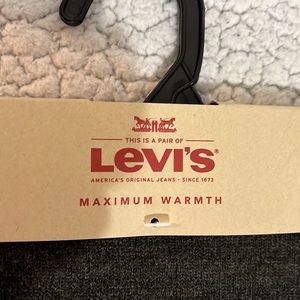 THIS IS A PAIR OF
LEVI'S®
AMERICA'S ORIGINAL JEANS - SINCE 1873
MAXIMUM WARMTH